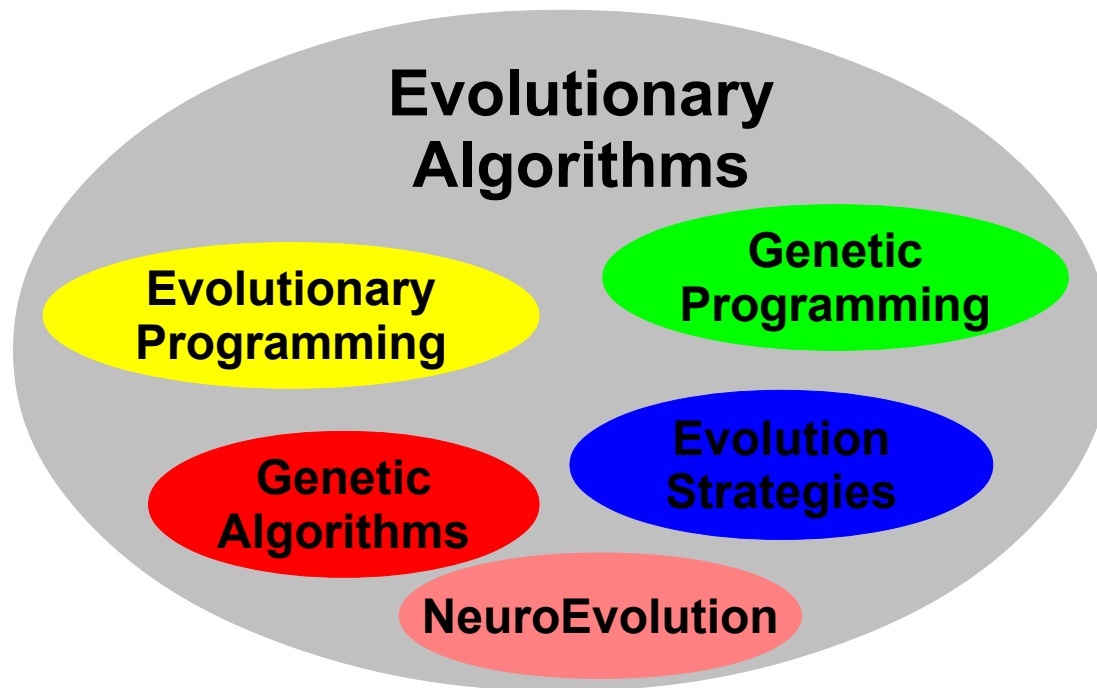 Evolutionary
Algorithms
Genetic
Programming
Evolutionary
Programming
Evolution
Strategies
Genetic
Algorithms
NeuroEvolution